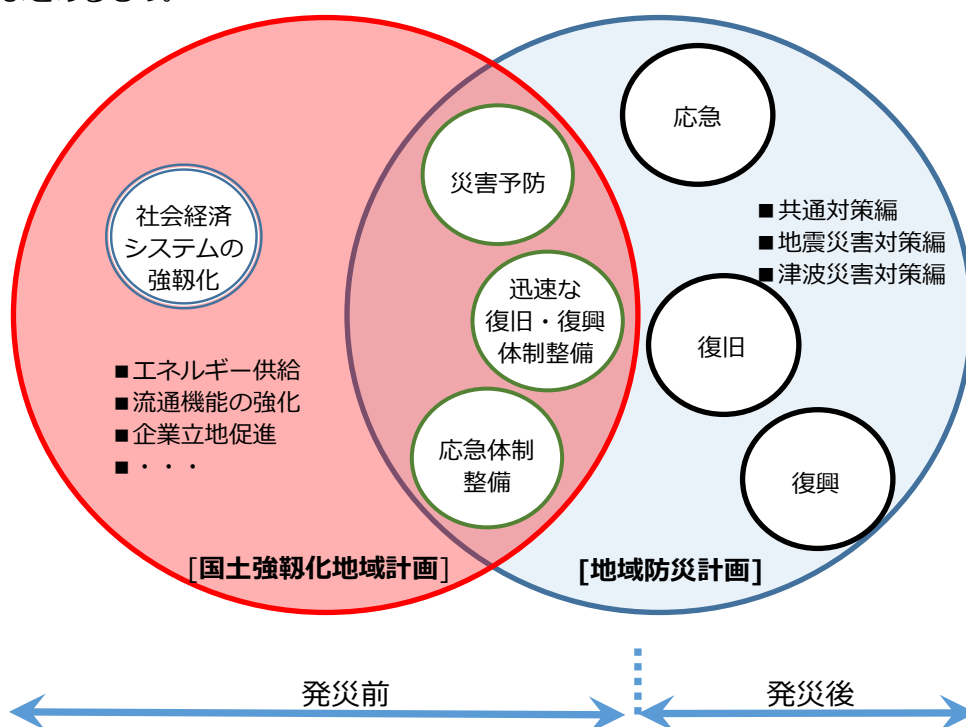 応急
災害予防
社会経済
システムの
強靱化
■共通対策編
■地震災害対策編
■津波災害対策編
迅速な
復旧・復興
体制整備
復旧
■エネルギー供給
■流通機能の強化
■企業立地促進
■・・・
応急体制
整備
復興
[国土強靱化地域計画]
[地域防災計画]
発災前
発災後